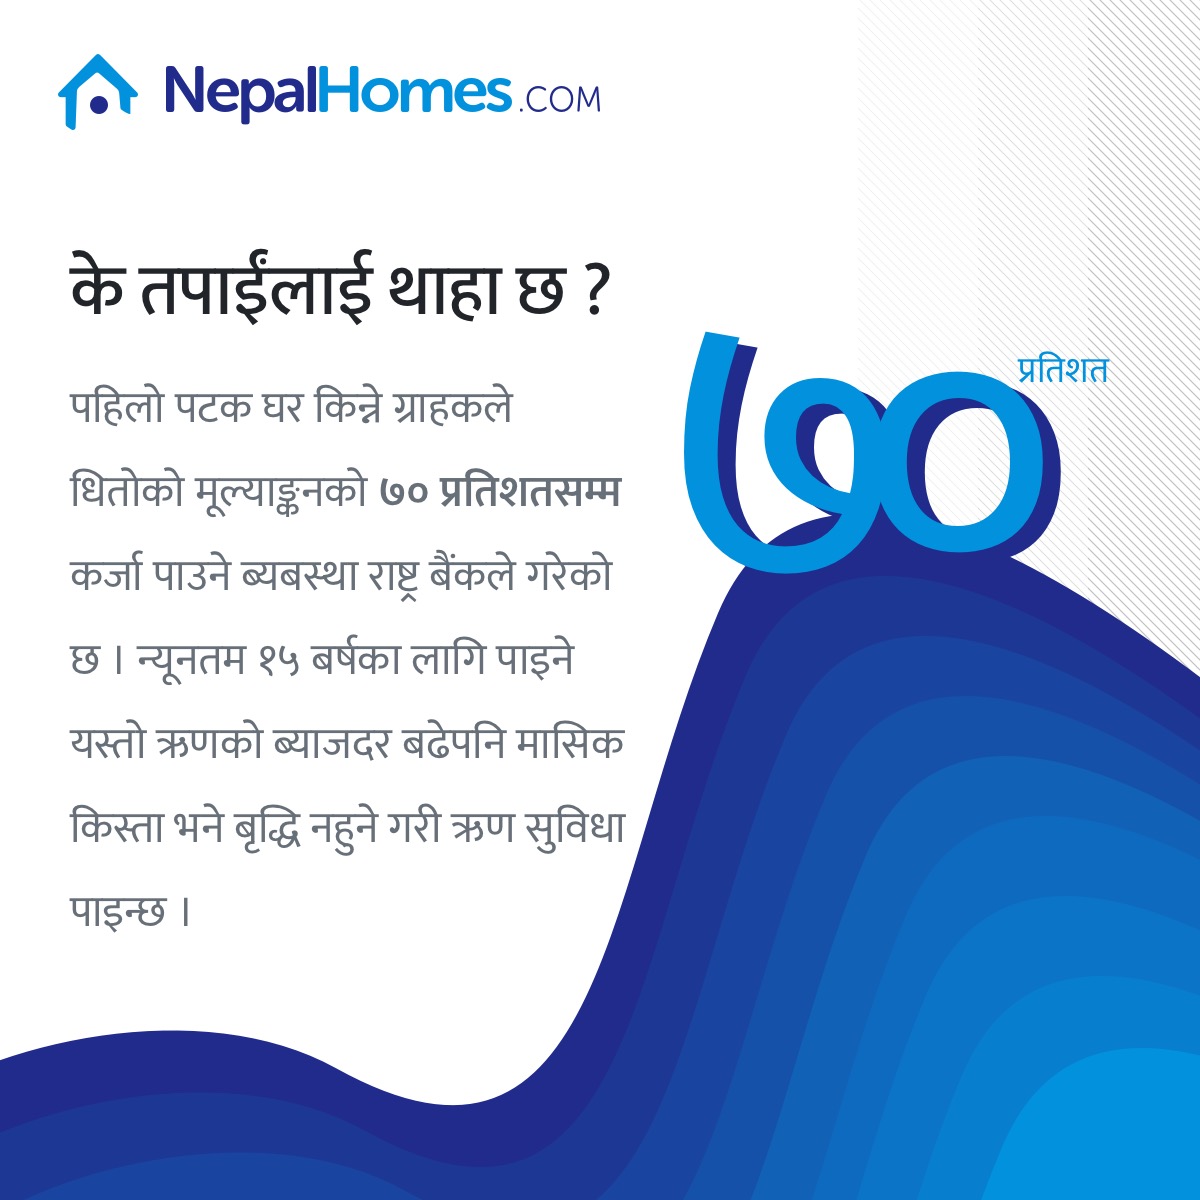 NepalHomes.COM
के तपाईंलाई थाहा छ ?
पहिलो पटक घर किन्ने ग्राहकले
धितोको मूल्याङ्कनको ७० प्रतिशतसम्म
कर्जा पाउने ब्यबस्था राष्ट्र बैंकले गरेको
छ । न्यूनतम १५ बर्षका लागि पाइने
यस्तो ऋणको ब्याजदर बढेपनि मासिक
किस्ता भने बृद्धि नहुने गरी ऋण सुविधा
पाइन्छ ।
७० प्रतिशत